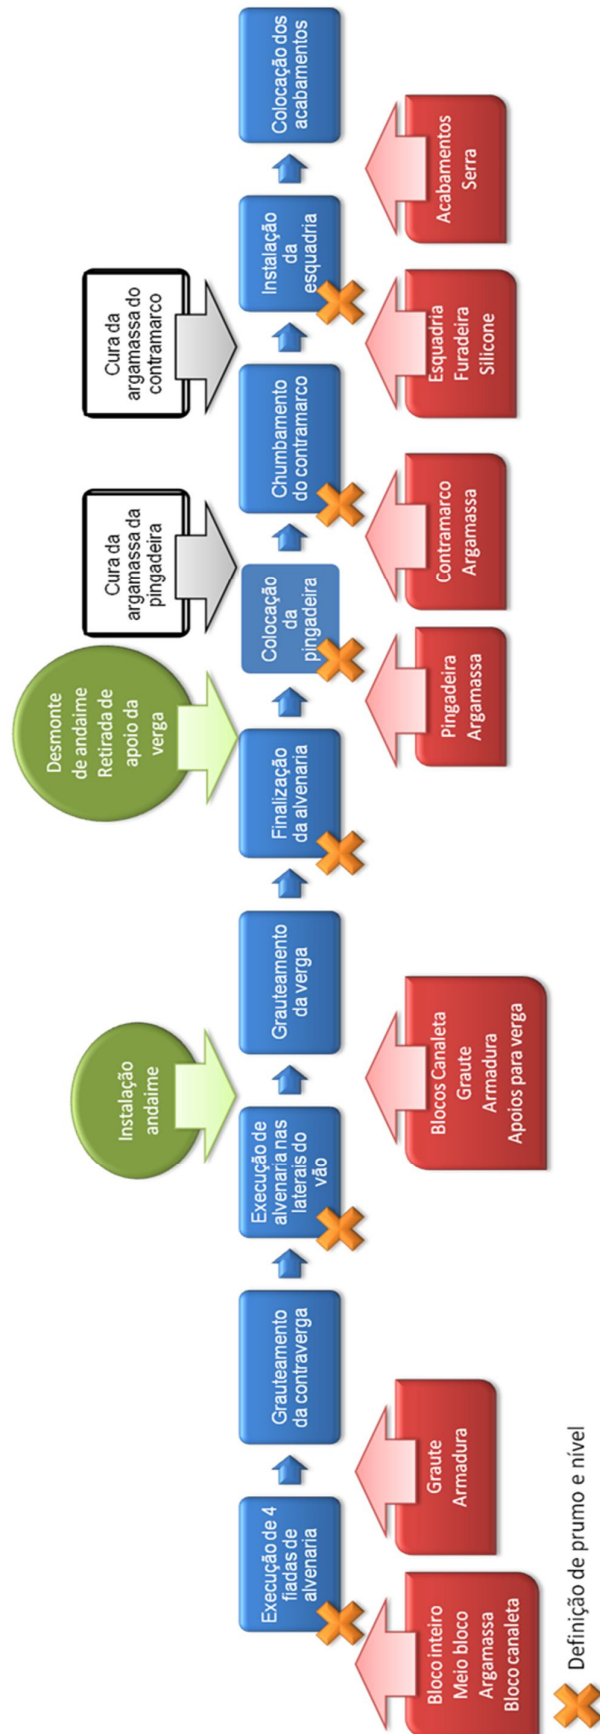 Instalação
andaime
Desmonte
de andaime
Retirada de
apoio da
verga
Cura da
argamassa da
pingadeira
Cura da
argamassa do
contramarco
Execução de 4
fiadas de
alvenaria
Grauteamento
da contraverga
Execução de
alvenaria nas
laterais do
vão
Grauteamento
da verga
Finalização
da alvenaria
Colocação
da
pingadeira
Chumbamento
do contramarco
Instalação
da
esquadria
Colocação dos
acabamentos
Bloco inteiro
Meio bloco
Argamassa
Bloco canaleta
Graute
Armadura
Blocos Canaleta
Graute
Armadura
Apoios para verga
Pingadeira
Argamassa
Contramarco
Argamassa
Esquadria
Furadeira
Silicone
Acabamentos
Serra
Definição de prumo e nível